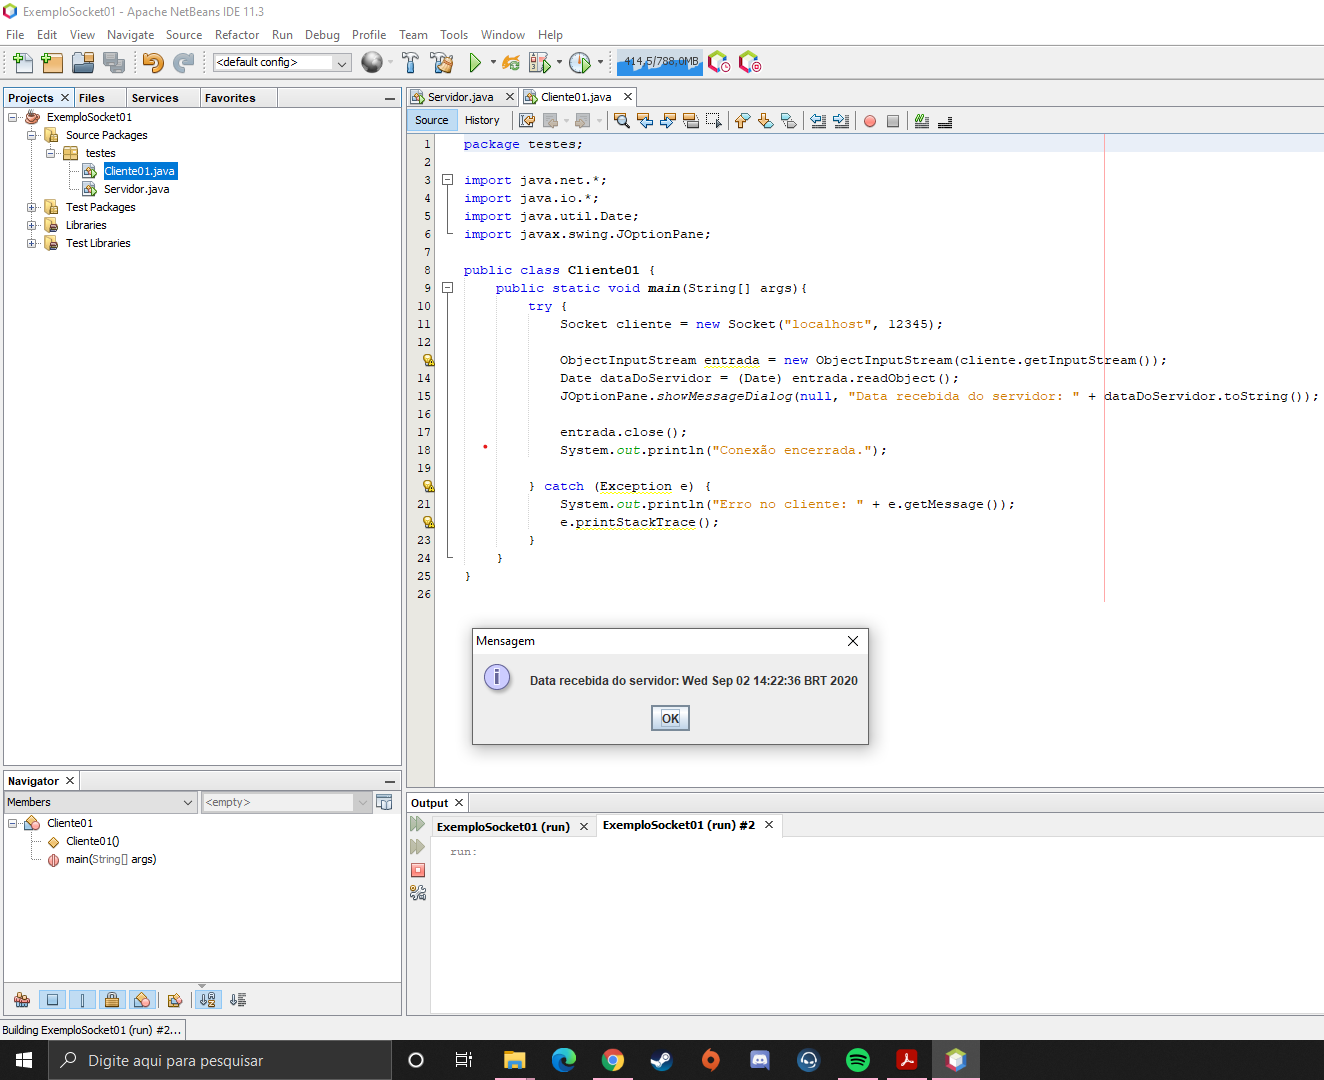 ExemploSocket01 - Apache NetBeans IDE 11.3
File Edit View Navigate Source Refactor Run Debug Profile Team Tools Window Help
<default config>
414,5/788,0MB
Projects Files Services Favorites
ExemploSocket01
Source Packages
testes
Cliente01.java
Servidor.java
Test Packages
Libraries
Test Libraries
Servidor.java Cliente01.java
Source History
1 package testes;
2
3 import java.net.*;
4 import java.io.*;
5 import java.util.Date;
6 import javax.swing.JOptionPane;
7
8 public class Cliente01 {
9 public static void main(String[] args){
10 try {
11 Socket cliente = new Socket("localhost", 12345);
12
ObjectInputStream entrada = new ObjectInputStream(cliente.getInputStream());
14 Date dataDoServidor = (Date) entrada.readObject();
15 JOptionPane.showMessageDialog(null, "Data recebida do servidor: " + dataDoServidor.toString());
16
17 entrada.close();
18 System.out.println("Conexão encerrada.");
19
} catch (Exception e) {
21 System.out.println("Erro no cliente: " + e.getMessage());
e.printStackTrace();
23 }
24 }
25 }
26
Mensagem
Data recebida do servidor: Wed Sep 02 14:22:36 BRT 2020
OK
Navigator
Members <empty>
Cliente01
Cliente01()
main(String[] args)
Output
ExemploSocket01 (run) ExemploSocket01 (run) #2
run:
Building ExemploSocket01 (run) #2...
Digite aqui para pesquisar